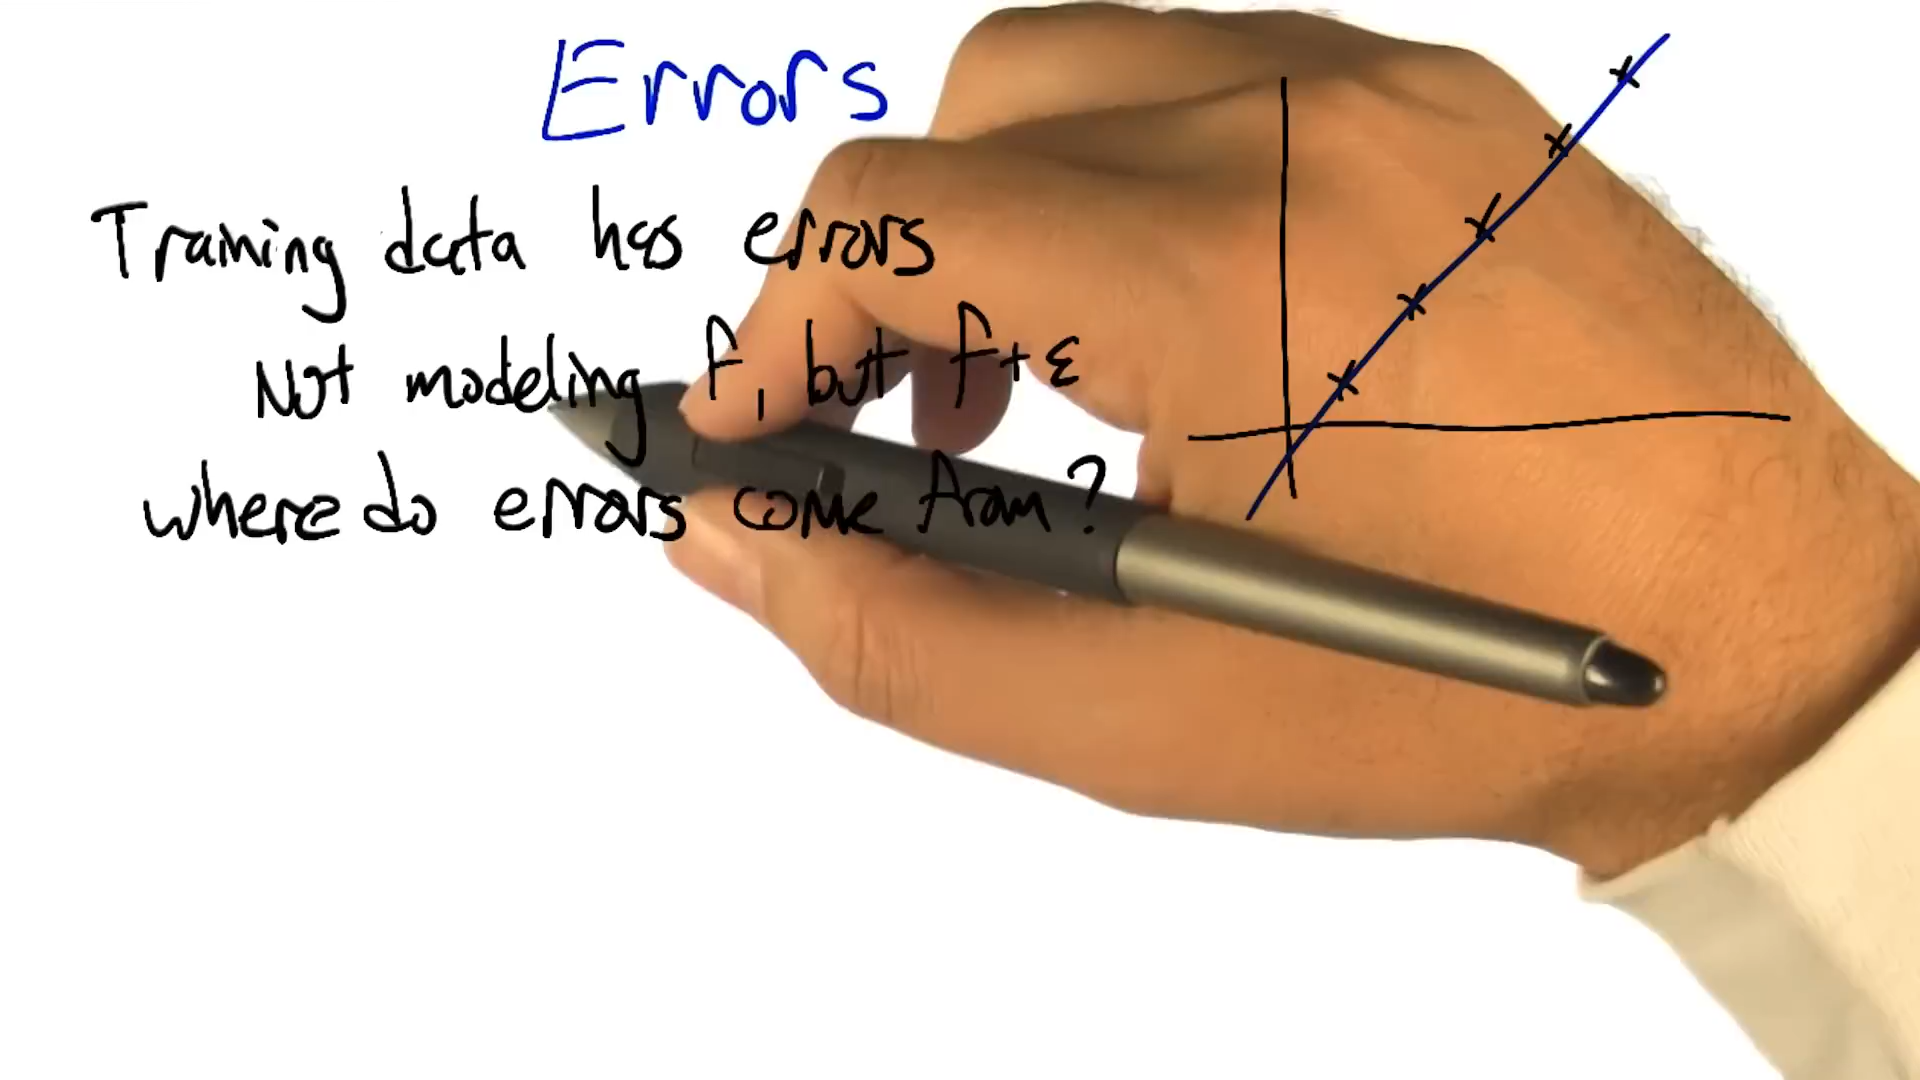 Errors
Training data has errors
Not modeling f, but f+ε
where do errors come from?